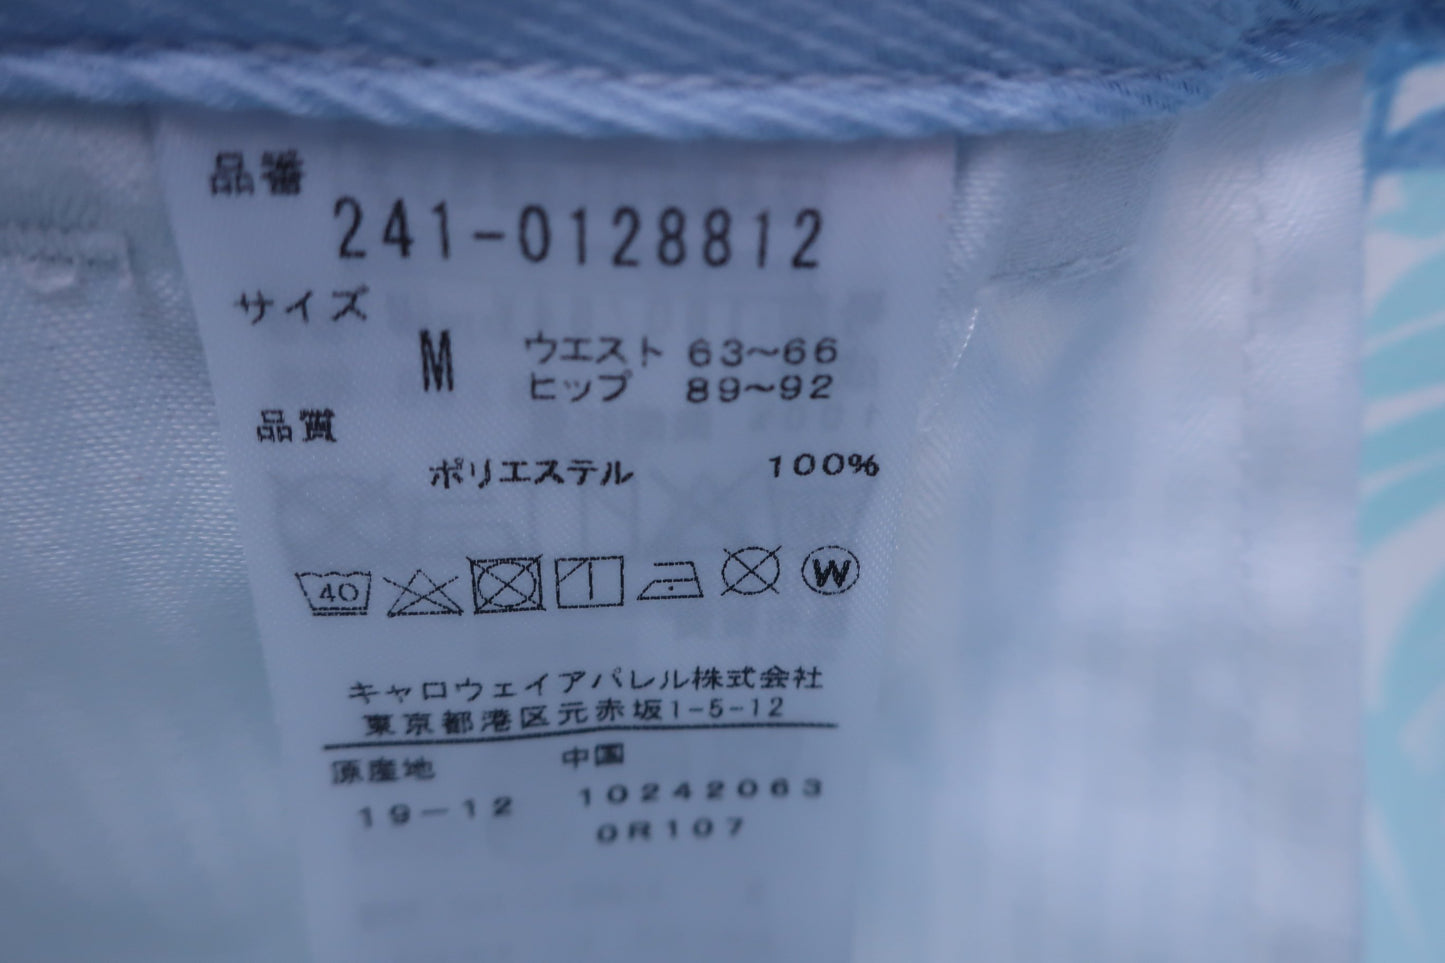 品番
241-0128812
サイズ
M ウエスト 63〜66
ヒップ 89〜92
品質
ポリエステル 100%
40 W
キャロウェイアパレル株式会社
東京都港区元赤坂1-5-12
原産地 中国
19-12 10242063
0R107